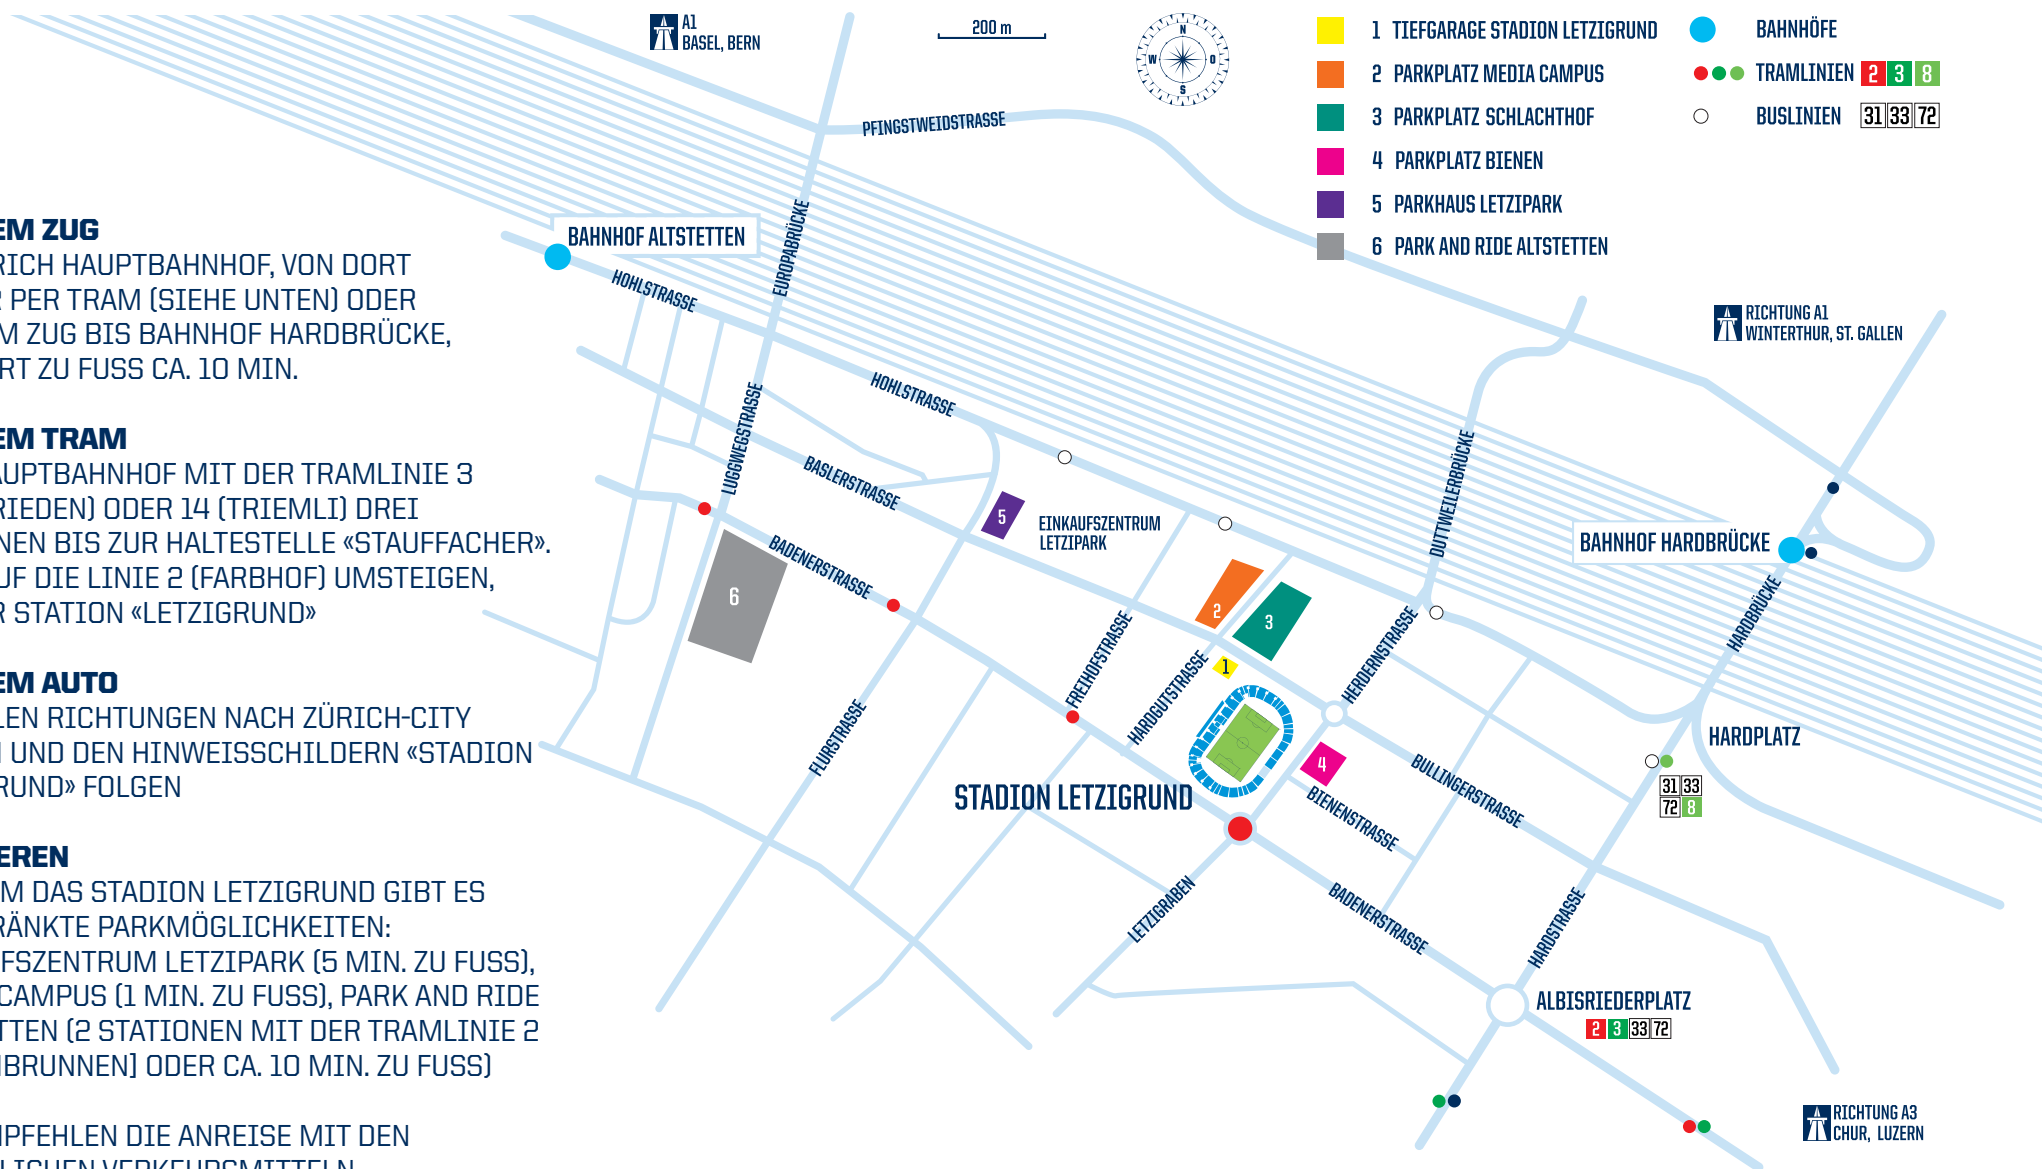 A1
BASEL, BERN
200 m
N
W
O
S
1 TIEFGARAGE STADION LETZIGRUND
2 PARKPLATZ MEDIA CAMPUS
3 PARKPLATZ SCHLACHTHOF
4 PARKPLATZ BIENEN
5 PARKHAUS LETZIPARK
6 PARK AND RIDE ALTSTETTEN
BAHNHÖFE
TRAMLINIEN 2 3 8
BUSLINIEN 31 33 72
PFINGSTWEIDSTRASSE
EUROPABRÜCKE
BAHNHOF ALTSTETTEN
HOHLSTRASSE
RICHTUNG A1
WINTERTHUR, ST. GALLEN
HOHLSTRASSE
LUGGWEGSTRASSE
BASLERSTRASSE
DUTTWEILERBRÜCKE
5
EINKAUFSZENTRUM
LETZIPARK
BAHNHOF HARDBRÜCKE
BADENERSTRASSE
6
2
3
HARDBRÜCKE
FREIHOFSTRASSE
HARDGUTSTRASSE
1
HERDERNSTRASSE
FLURSTRASSE
HARDPLATZ
4
BULLINGERSTRASSE
31 33
72 8
STADION LETZIGRUND
BIENENSTRASSE
LETZIGRABEN
BADENERSTRASSE
HARDSTRASSE
ALBISRIEDERPLATZ
2 3 33 72
RICHTUNG A3
CHUR, LUZERN
EM ZUG
RICH HAUPTBAHNHOF, VON DORT
R PER TRAM (SIEHE UNTEN) ODER
M ZUG BIS BAHNHOF HARDBRÜCKE,
RT ZU FUSS CA. 10 MIN.
EM TRAM
AUPTBAHNHOF MIT DER TRAMLINIE 3
RIEDEN) ODER 14 (TRIEMLI) DREI
NEN BIS ZUR HALTESTELLE «STAUFFACHER».
UF DIE LINIE 2 (FARBHOF) UMSTEIGEN,
R STATION «LETZIGRUND»
EM AUTO
LEN RICHTUNGEN NACH ZÜRICH-CITY
N UND DEN HINWEISSCHILDERN «STADION
RUND» FOLGEN
EREN
M DAS STADION LETZIGRUND GIBT ES
RÄNKTE PARKMÖGLICHKEITEN:
FSZENTRUM LETZIPARK (5 MIN. ZU FUSS),
CAMPUS (1 MIN. ZU FUSS), PARK AND RIDE
TTEN (2 STATIONEN MIT DER TRAMLINIE 2
NBRUNNEN] ODER CA. 10 MIN. ZU FUSS)
MPFEHLEN DIE ANREISE MIT DEN
LICHEN VERKEHRSMITTELN